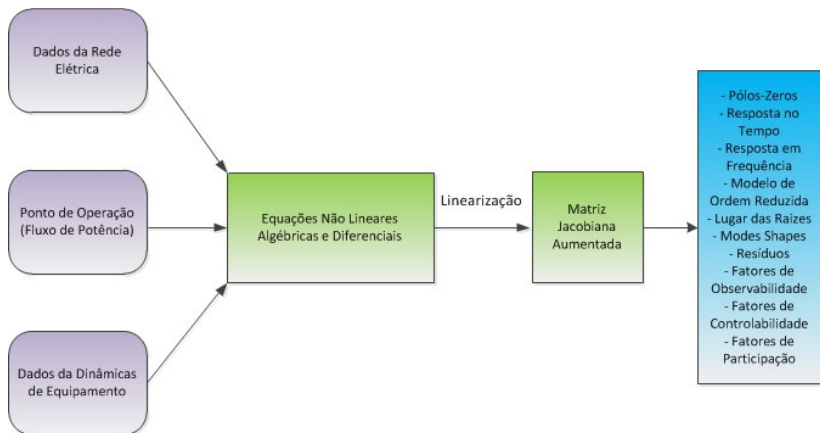 Dados da Rede
Elétrica
Ponto de Operação
(Fluxo de Potência)
Dados da Dinâmicas
de Equipamento
Equações Não Lineares
Algébricas e Diferenciais
Linearização
Matriz
Jacobiana
Aumentada
- Pólos-Zeros
- Resposta no
Tempo
- Resposta em
Frequência
- Modelo de
Ordem Reduzida
- Lugar das Raizes
- Modes Shapes
- Resíduos
- Fatores de
Observabilidade
- Fatores de
Controlabilidade
- Fatores de
Participação